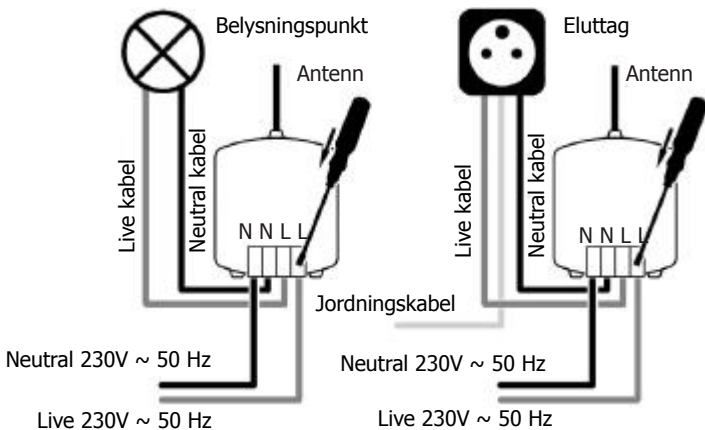 Belysningspunkt
Antenn
Live kabel
Neutral kabel
N N L L
Neutral 230V ~ 50 Hz
Live 230V ~ 50 Hz
Eluttag
Antenn
Live kabel
Neutral kabel
N N L L
Jordningskabel
Neutral 230V ~ 50 Hz
Live 230V ~ 50 Hz